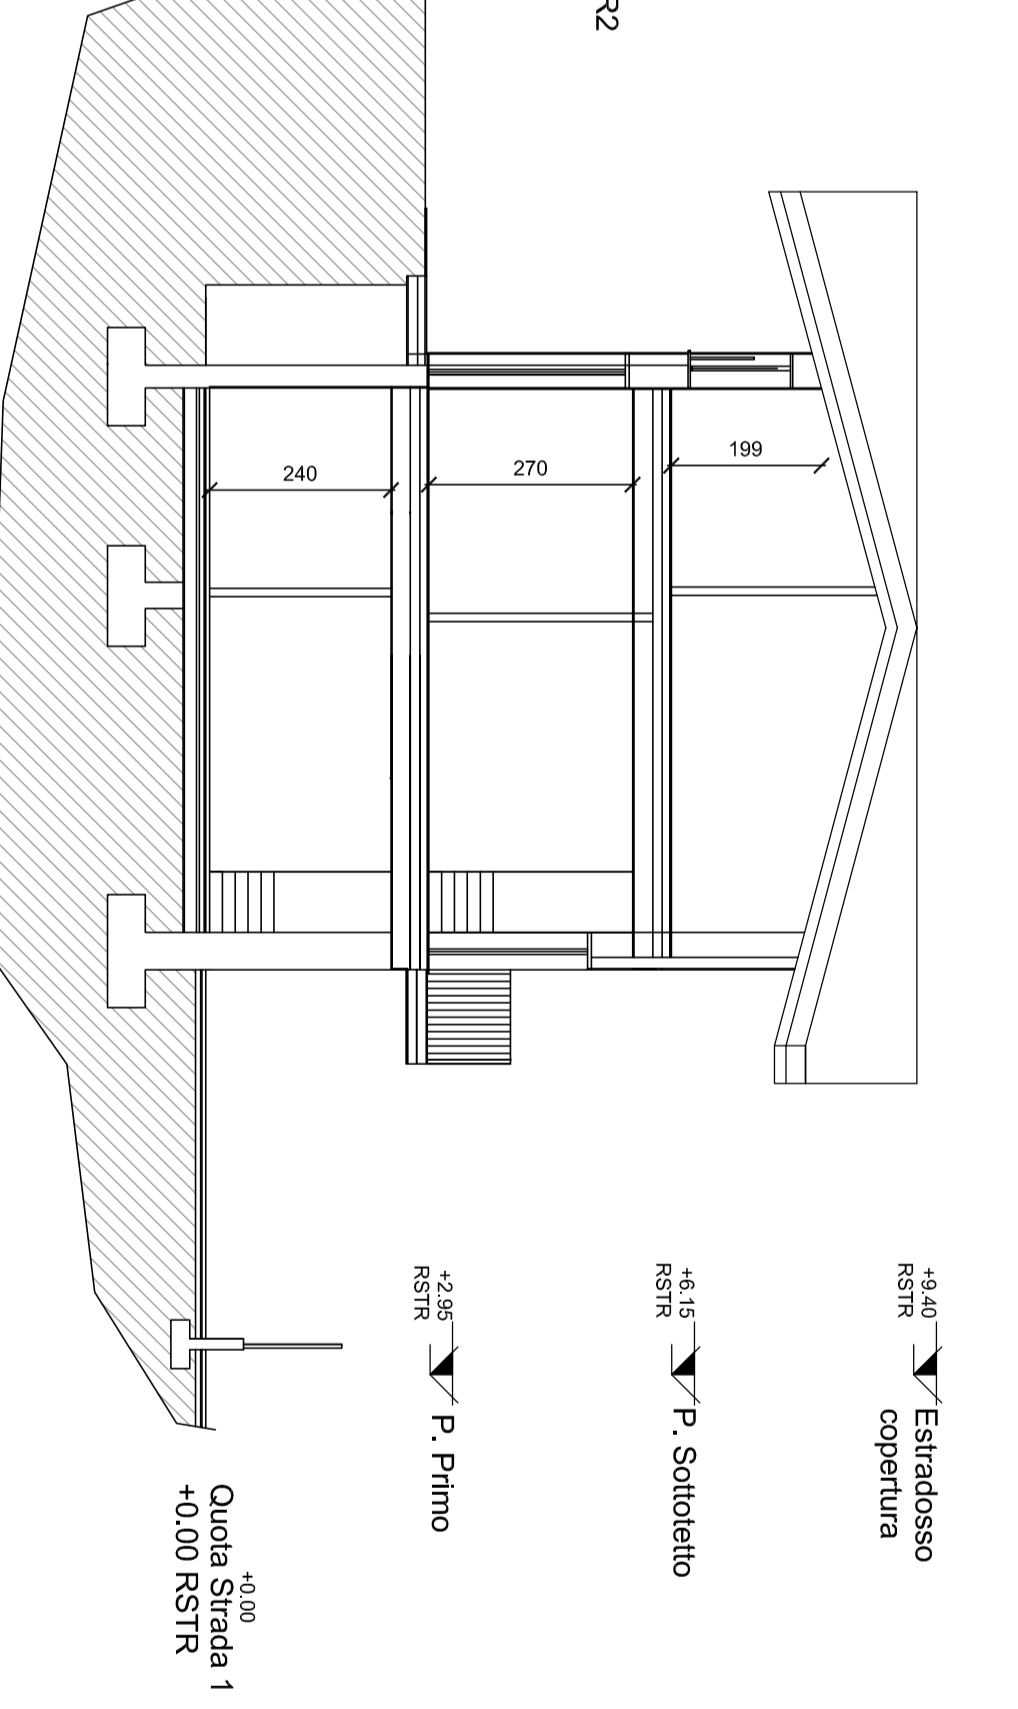 R2
+9.40
RSTR
Estradosso
copertura
+6.15
RSTR
P. Sottotetto
+2.95
RSTR
P. Primo
+0.00
Quota Strada 1
+0.00 RSTR
199
270
240